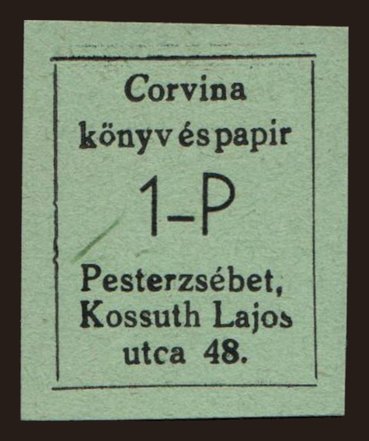 Corvina
könyv és papir
1-P
Pesterzsébet,
Kossuth Lajos
utca 48.